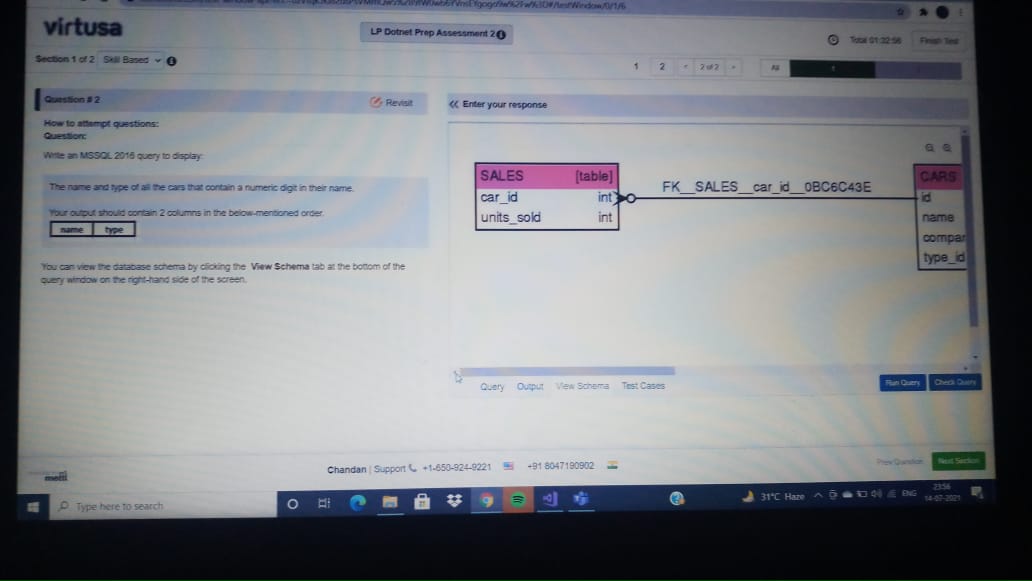 virtusa
LP Dotnet Prep Assessment 2
Total 01:32:56
Finish Test
Section 1 of 2
Skill Based
1 2 < 2 of 2 >
All
Question # 2
Revisit
Enter your response
How to attempt questions:
Question:
Write an MSSQL 2016 query to display:
The name and type of all the cars that contain a numeric digit in their name.
Your output should contain 2 columns in the below-mentioned order.
name type
You can view the database schema by clicking the View Schema tab at the bottom of the
query window on the right-hand side of the screen.
SALES [table]
car_id int
units_sold int
FK__SALES__car_id__0BC6C43E
CARS
id
name
compan
type_id
Query Output View Schema Test Cases
Run Query
Check Query
mettl
Chandan | Support +1-650-924-9221 +91 8047190902
Prev Question
Next Section
Type here to search
31°C Haze
ENG
23:56
14-07-2021